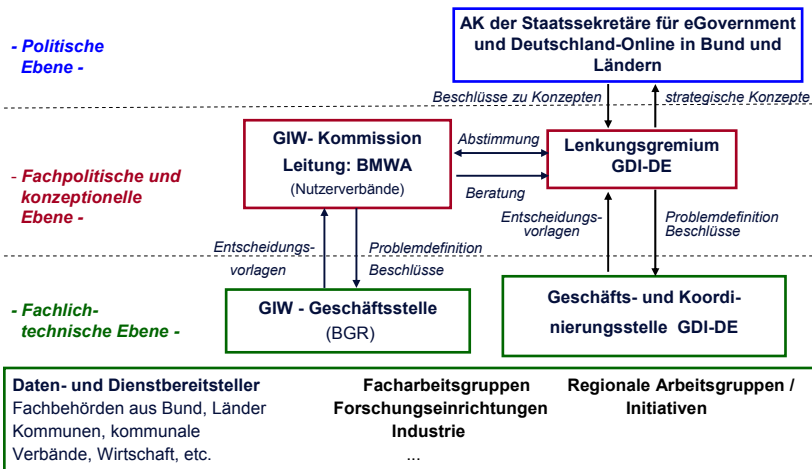 - Politische
Ebene -
AK der Staatssekretäre für eGovernment
und Deutschland-Online in Bund und
Ländern
Beschlüsse zu Konzepten
strategische Konzepte
- Fachpolitische und
konzeptionelle
Ebene -
GIW- Kommission
Leitung: BMWA
(Nutzerverbände)
Abstimmung
Beratung
Lenkungsgremium
GDI-DE
Entscheidungs-
vorlagen
Problemdefinition
Beschlüsse
Entscheidungs-
vorlagen
Problemdefinition
Beschlüsse
- Fachlich-
technische Ebene -
GIW - Geschäftsstelle
(BGR)
Geschäfts- und Koordi-
nierungsstelle GDI-DE
Daten- und Dienstbereitsteller
Fachbehörden aus Bund, Länder
Kommunen, kommunale
Verbände, Wirtschaft, etc.
Facharbeitsgruppen
Forschungseinrichtungen
Industrie
...
Regionale Arbeitsgruppen /
Initiativen